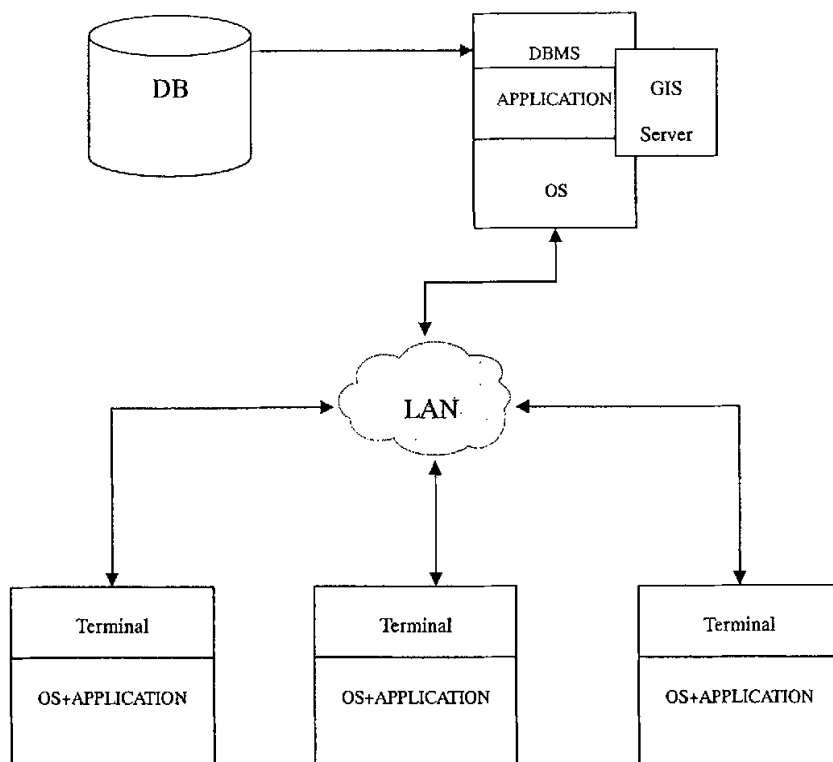 DB
DBMS
APPLICATION
OS
GIS
Server
LAN
Terminal
OS+APPLICATION
Terminal
OS+APPLICATION
Terminal
OS+APPLICATION